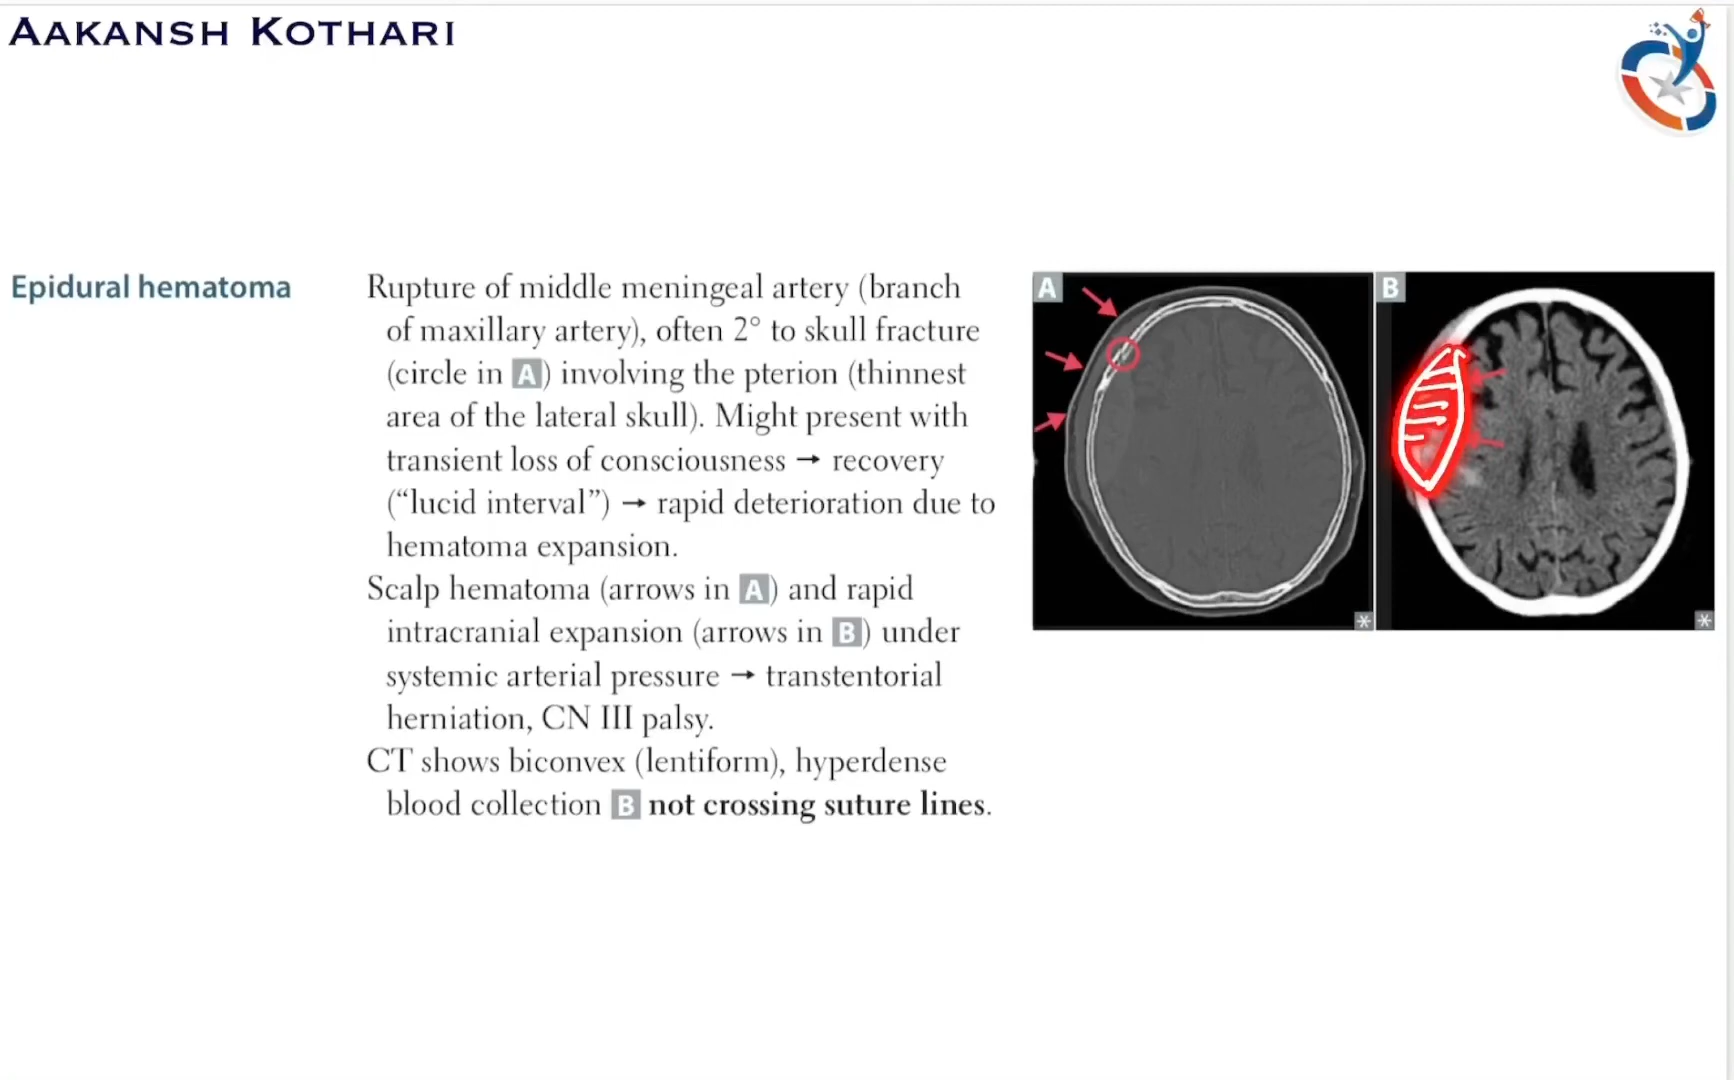 AAKANSH KOTHARI
Epidural hematoma
Rupture of middle meningeal artery (branch
of maxillary artery), often 2° to skull fracture
(circle in A) involving the pterion (thinnest
area of the lateral skull). Might present with
transient loss of consciousness → recovery
(“lucid interval”) → rapid deterioration due to
hematoma expansion.
Scalp hematoma (arrows in A) and rapid
intracranial expansion (arrows in B) under
systemic arterial pressure → transtentorial
herniation, CN III palsy.
CT shows biconvex (lentiform), hyperdense
blood collection B not crossing suture lines.
A
B